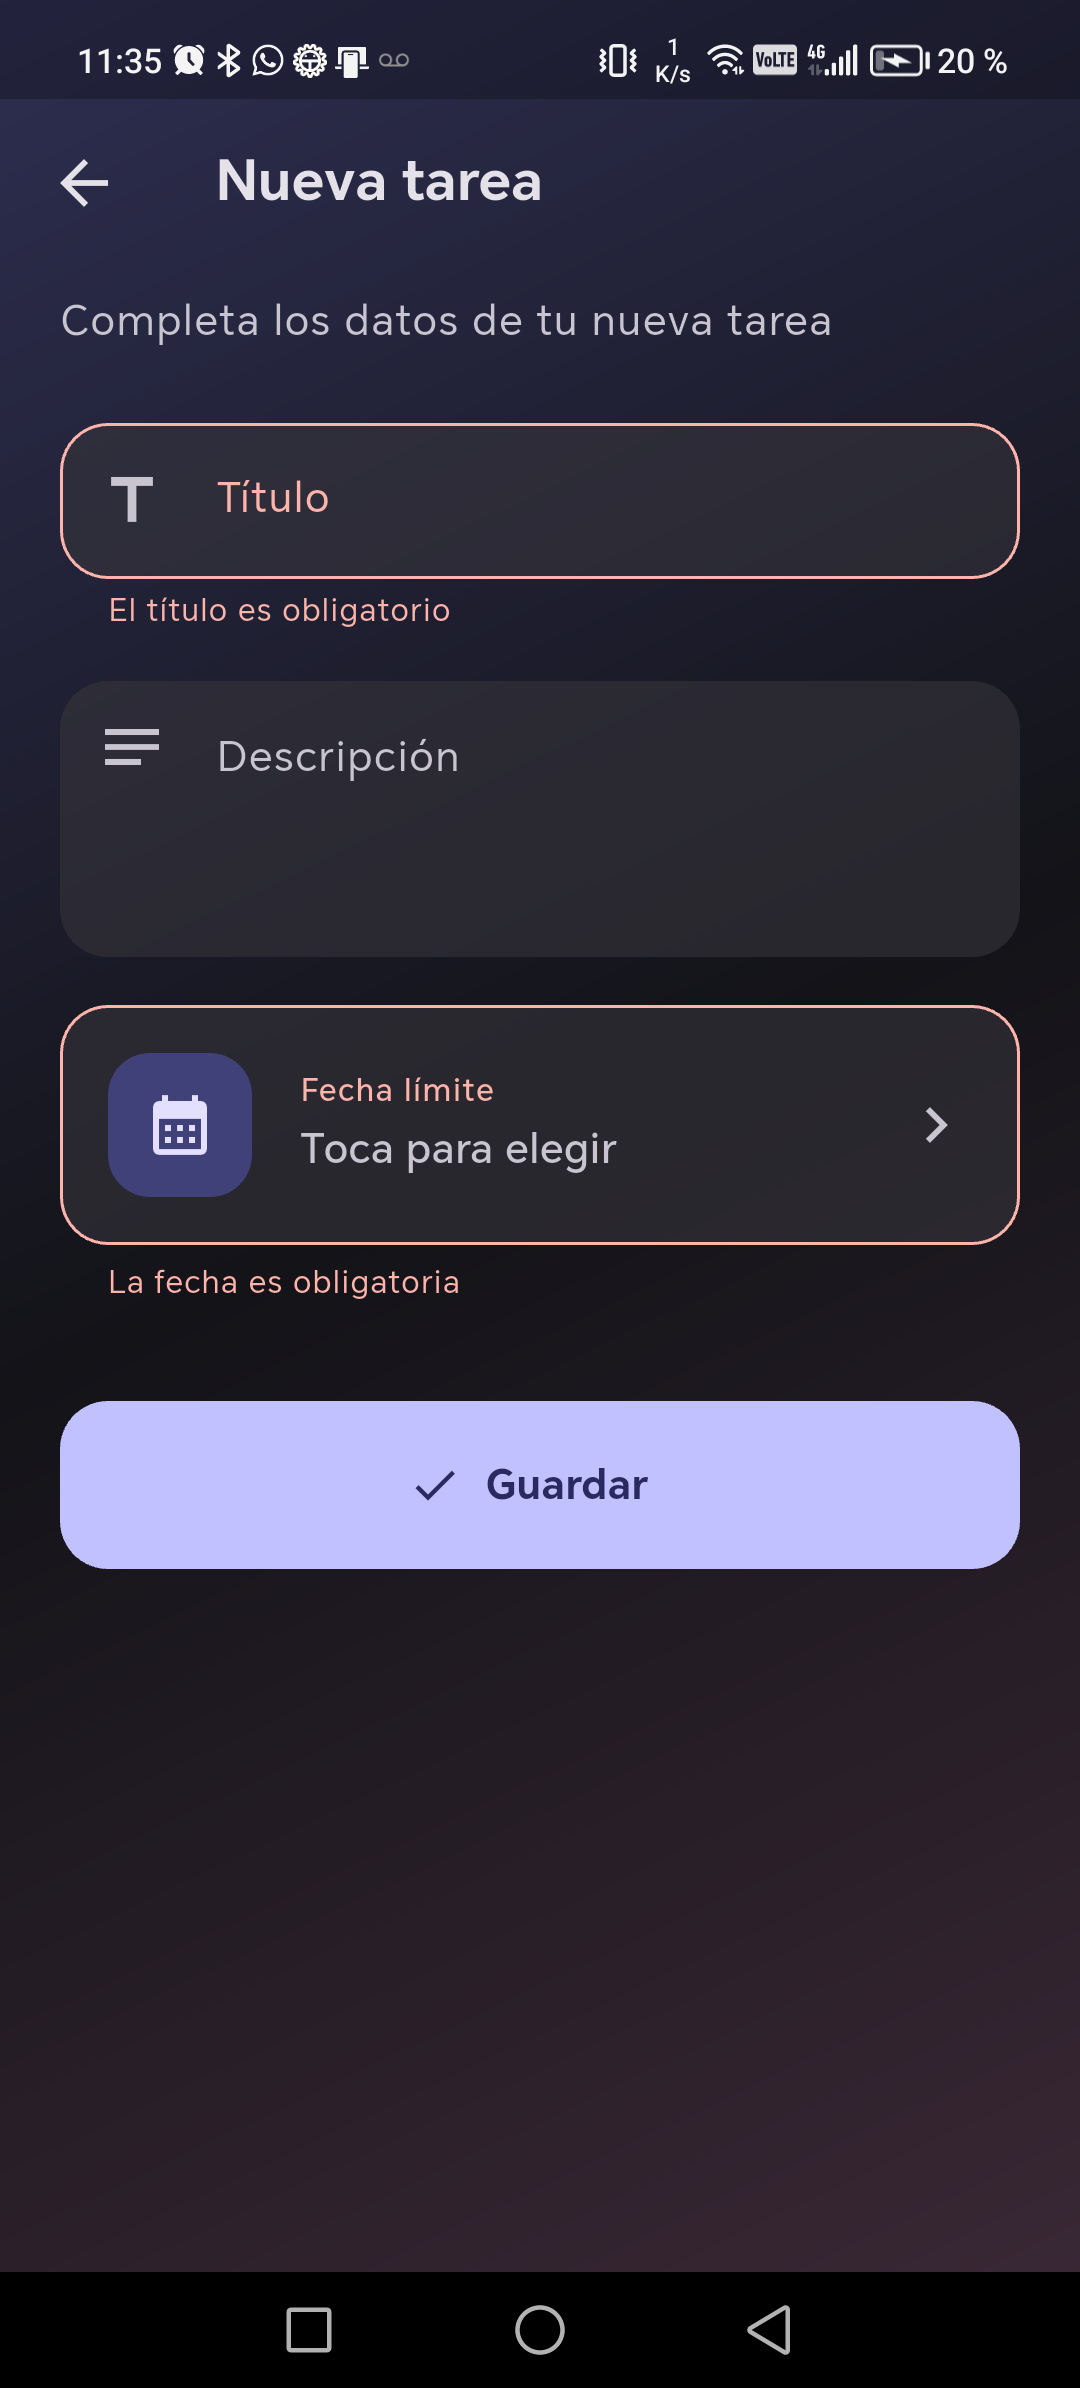 11:35
1
K/s
VoLTE
4G
20 %
Nueva tarea
Completa los datos de tu nueva tarea
Título
El título es obligatorio
Descripción
Fecha límite
Toca para elegir
La fecha es obligatoria
Guardar